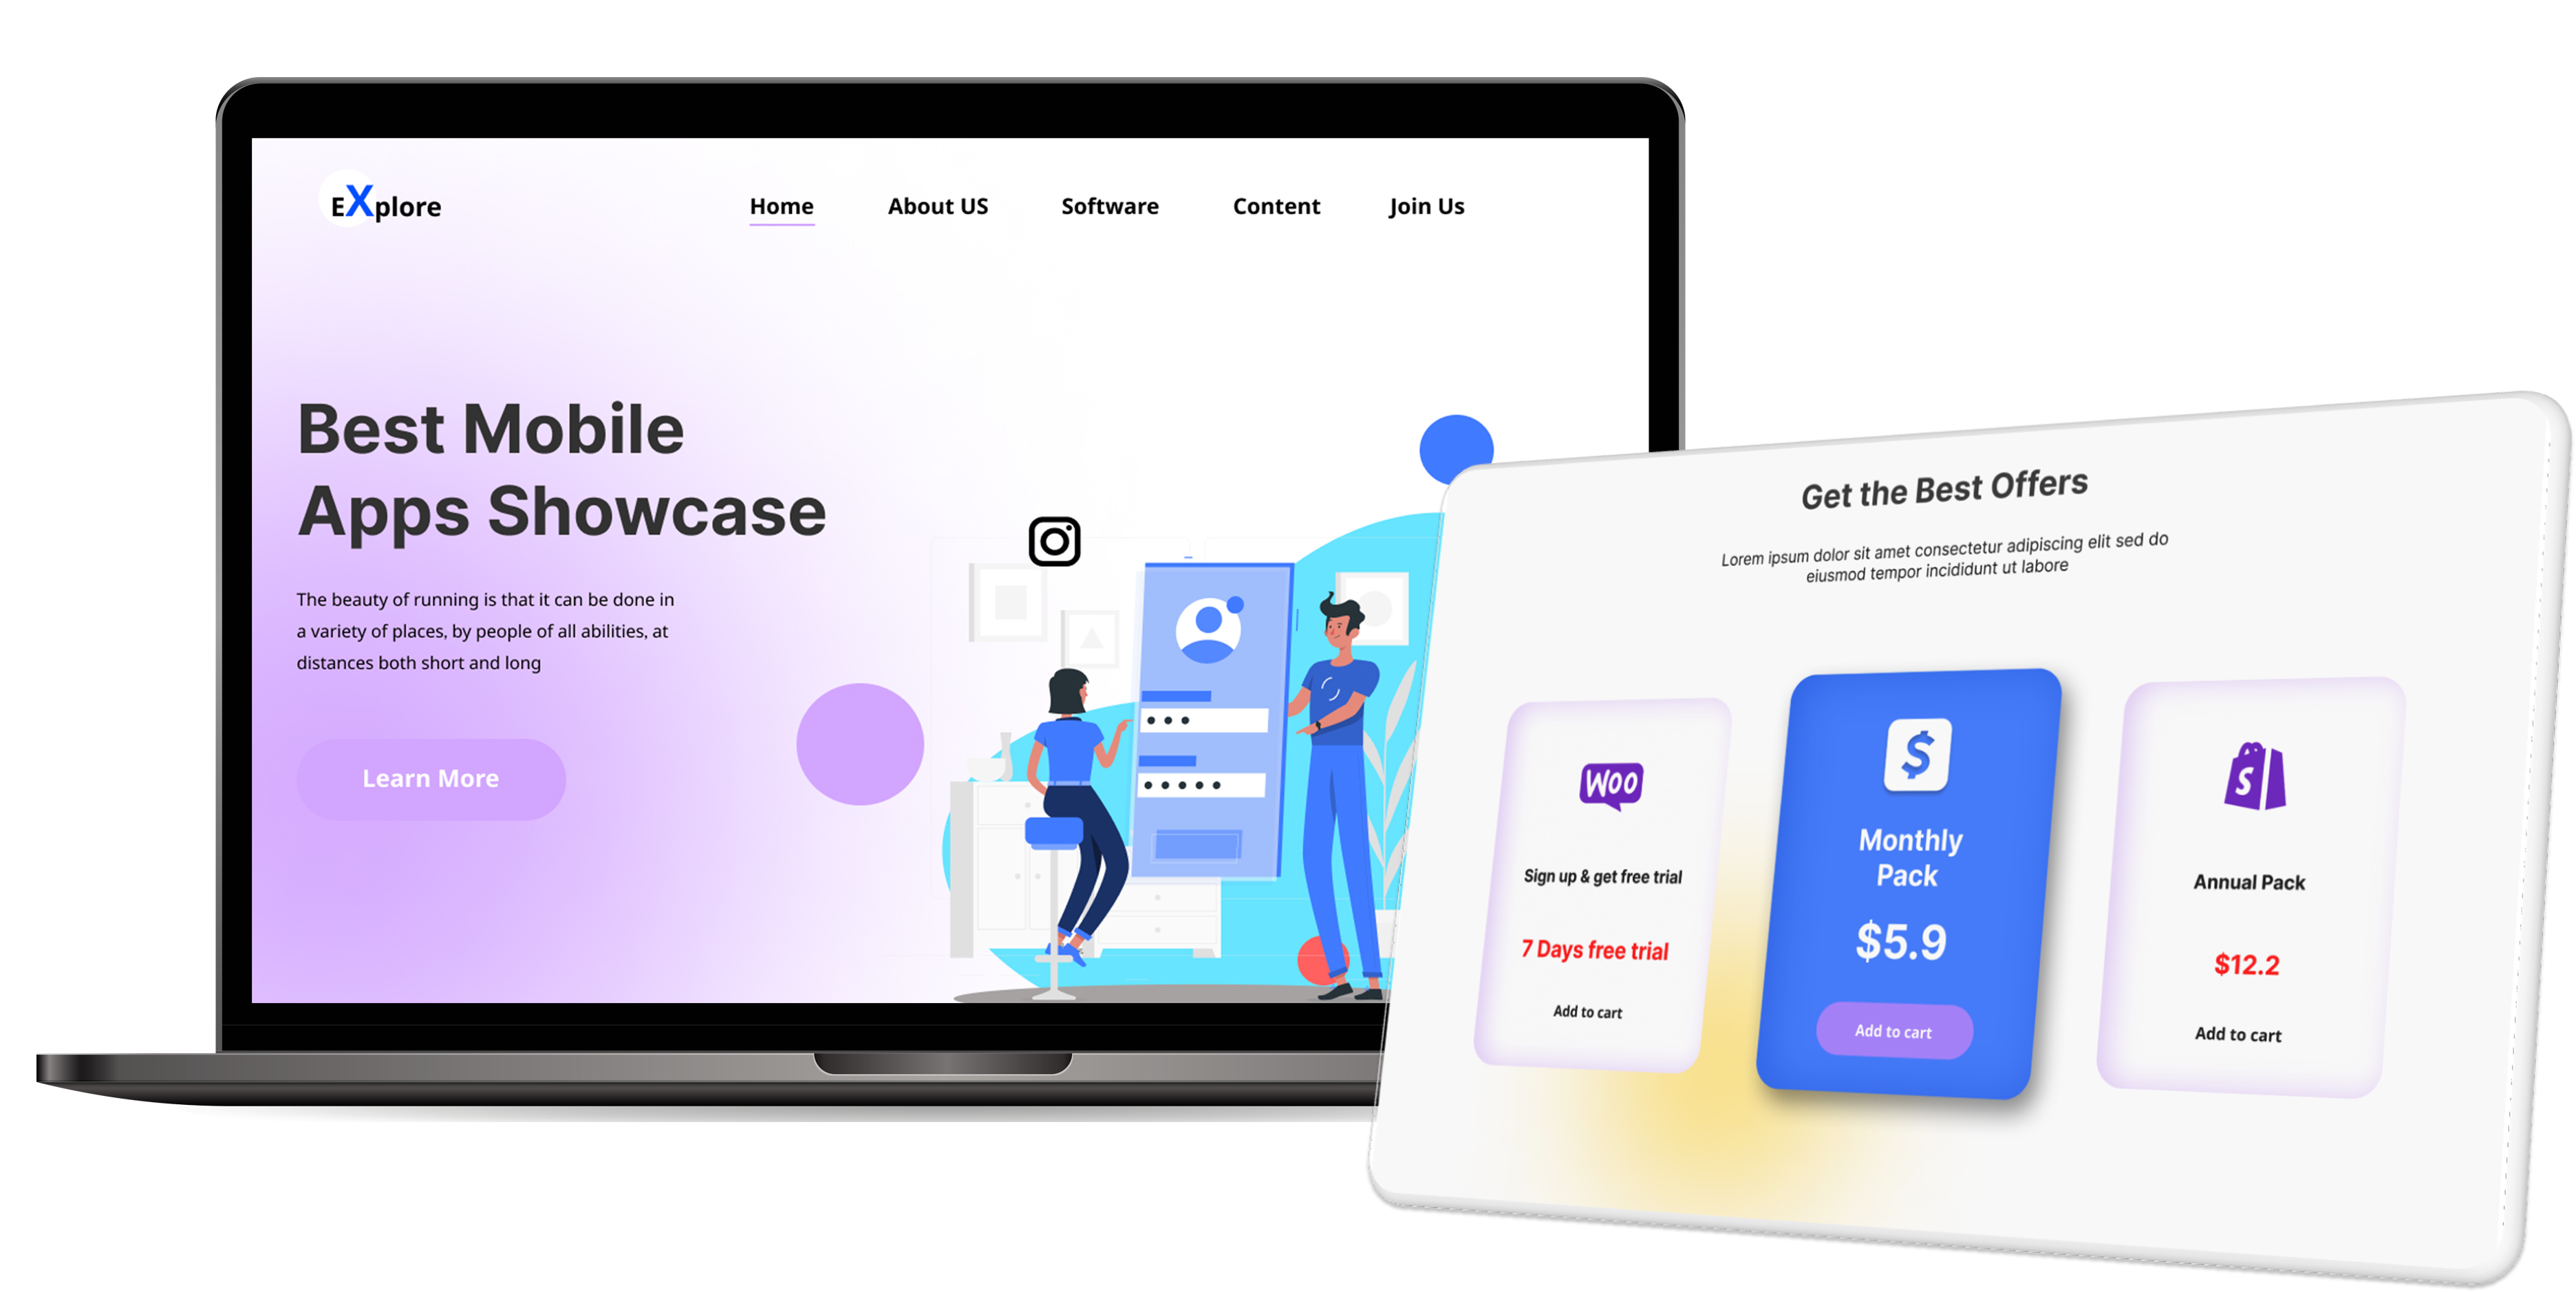 EXplore
Home
About US
Software
Content
Join Us
Best Mobile
Apps Showcase
The beauty of running is that it can be done in
a variety of places, by people of all abilities, at
distances both short and long
Learn More
Get the Best Offers
Lorem ipsum dolor sit amet consectetur adipiscing elit sed do
eiusmod tempor incididunt ut labore
WOO
Sign up & get free trial
7 Days free trial
Add to cart
$
Monthly
Pack
$5.9
Add to cart
S
Annual Pack
$12.2
Add to cart